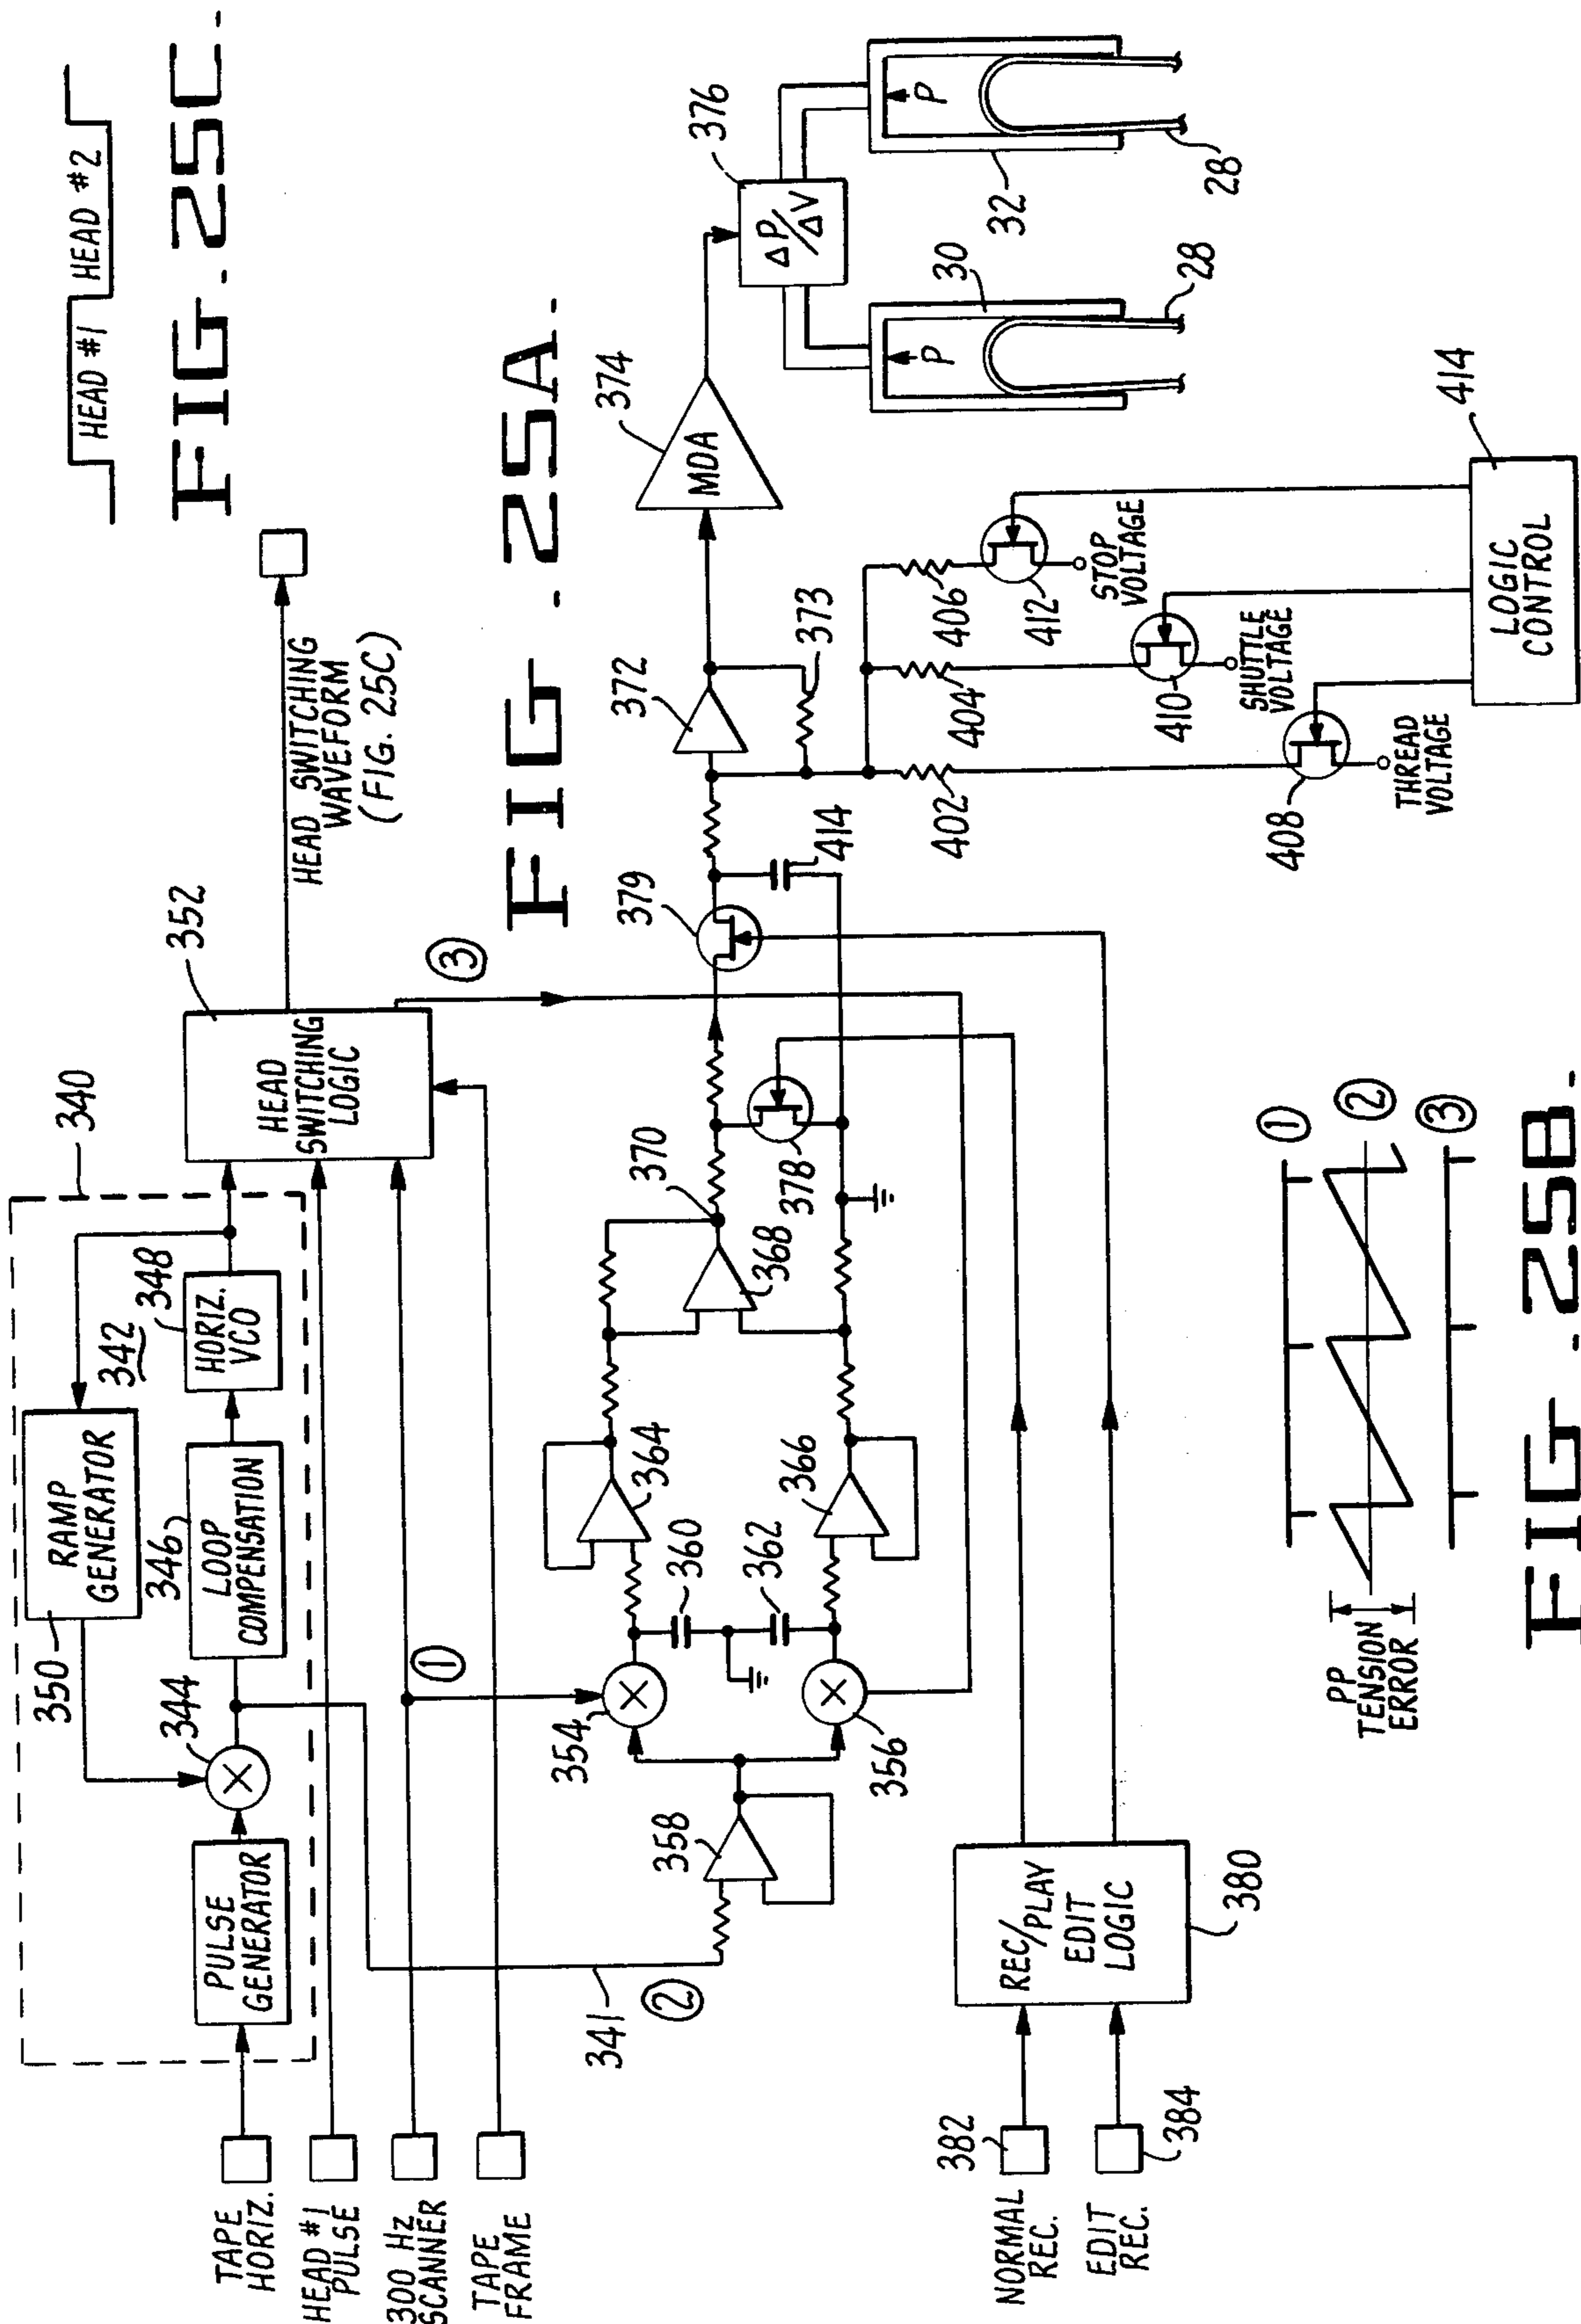 TAPE
HORIZ.
HEAD #1
PULSE
300 Hz
SCANNER
TAPE
FRAME
PULSE
GENERATOR
344
350
RAMP
GENERATOR
346
LOOP
COMPENSATION
342
HORIZ.
VCO
348
340
HEAD
SWITCHING
LOGIC
352
HEAD SWITCHING
WAVEFORM
(FIG. 25C)
HEAD #1
HEAD #2
FIG. 25C.
341
②
358
①
354
356
360
362
364
366
368
370
378
③
379
414
372
373
MDA
374
ΔP/ΔV
376
P
30
28
P
32
28
FIG. 25A.
402
404
406
408
THREAD
VOLTAGE
410
SHUTTLE
VOLTAGE
412
STOP
VOLTAGE
LOGIC
CONTROL
414
NORMAL
REC.
382
EDIT
REC.
384
REC/PLAY
EDIT
LOGIC
380
PP
TENSION
ERROR
①
②
③
FIG. 25B.